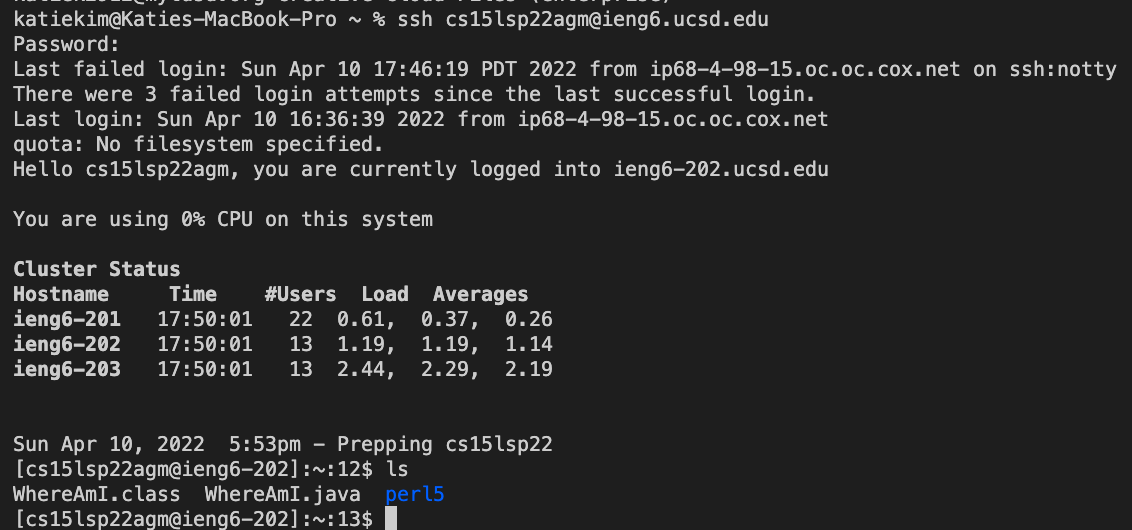 katiekim@Katies-MacBook-Pro ~ % ssh cs15lsp22agm@ieng6.ucsd.edu
Password:
Last failed login: Sun Apr 10 17:46:19 PDT 2022 from ip68-4-98-15.oc.oc.cox.net on ssh:notty
There were 3 failed login attempts since the last successful login.
Last login: Sun Apr 10 16:36:39 2022 from ip68-4-98-15.oc.oc.cox.net
quota: No filesystem specified.
Hello cs15lsp22agm, you are currently logged into ieng6-202.ucsd.edu
You are using 0% CPU on this system
Cluster Status
Hostname Time #Users Load Averages
ieng6-201 17:50:01 22 0.61, 0.37, 0.26
ieng6-202 17:50:01 13 1.19, 1.19, 1.14
ieng6-203 17:50:01 13 2.44, 2.29, 2.19
Sun Apr 10, 2022 5:53pm - Prepping cs15lsp22
[cs15lsp22agm@ieng6-202]:~:12$ ls
WhereAmI.class WhereAmI.java perl5
[cs15lsp22agm@ieng6-202]:~:13$